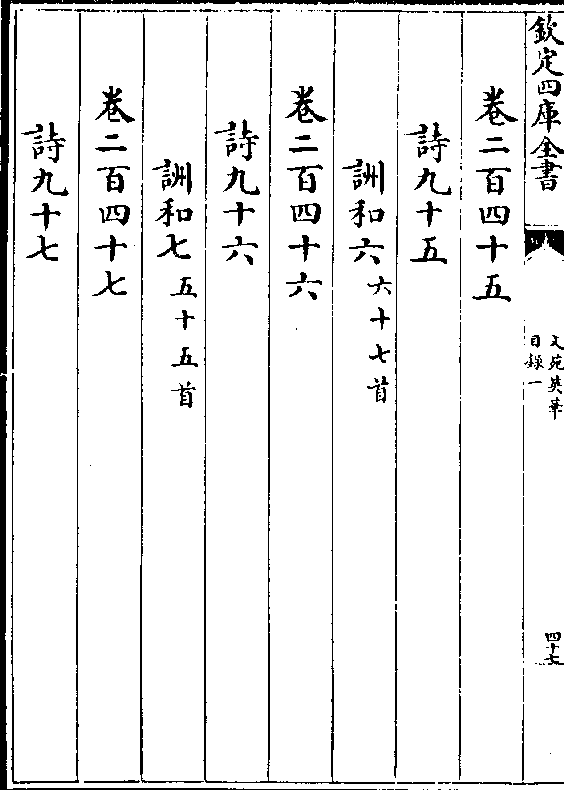 欽定四庫全書
文苑英華
目録一
四十七
卷二百四十五
詩九十五
詶和六六十七首
卷二百四十六
詩九十六
詶和七五十五首
卷二百四十七
詩九十七